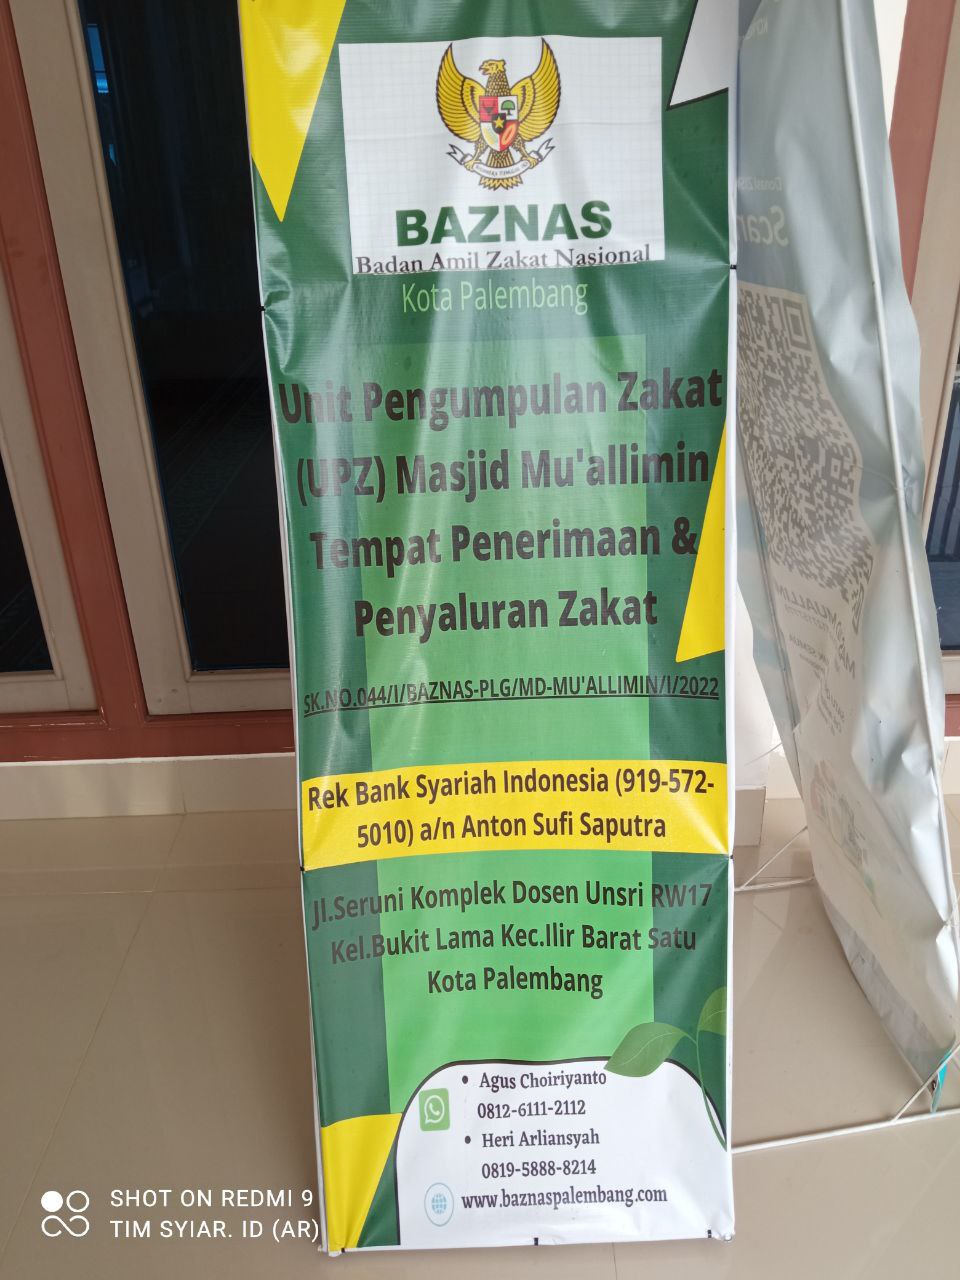 BAZNAS
Badan Amil Zakat Nasional
Kota Palembang
Unit Pengumpulan Zakat
(UPZ) Masjid Mu'allimin
Tempat Penerimaan &
Penyaluran Zakat
SK.NO.044/I/BAZNAS-PLG/MD-MU'ALLIMIN/I/2022
Rek Bank Syariah Indonesia (919-572-
5010) a/n Anton Sufi Saputra
Jl.Seruni Komplek Dosen Unsri RW17
Kel.Bukit Lama Kec.Ilir Barat Satu
Kota Palembang
• Agus Choiriyanto
0812-6111-2112
• Heri Arliansyah
0819-5888-8214
www.baznaspalembang.com
SHOT ON REDMI 9
TIM SYIAR. ID (AR)